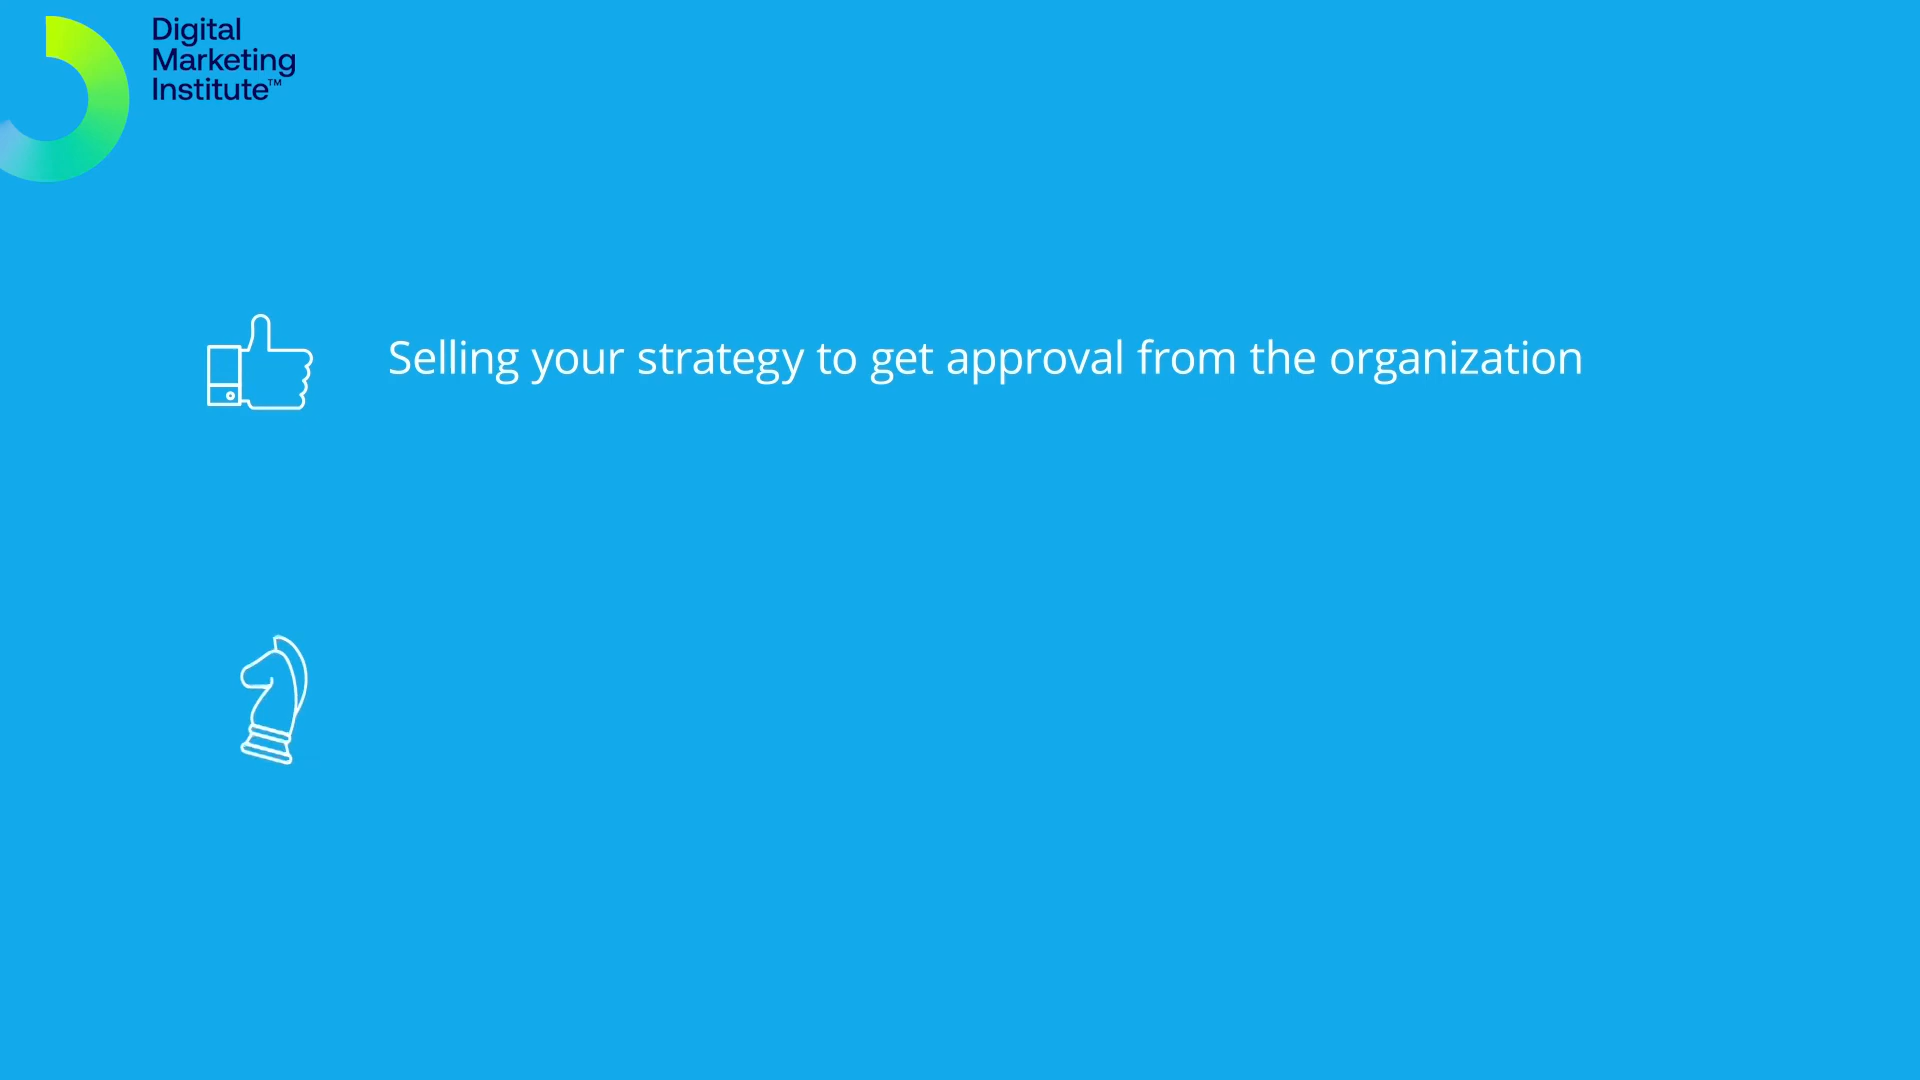 Digital
Marketing
Institute™
Selling your strategy to get approval from the organization